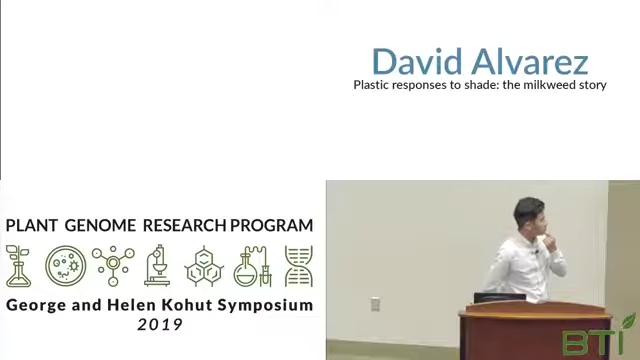 David Alvarez
Plastic responses to shade: the milkweed story
PLANT GENOME RESEARCH PROGRAM
George and Helen Kohut Symposium
2019
BTI